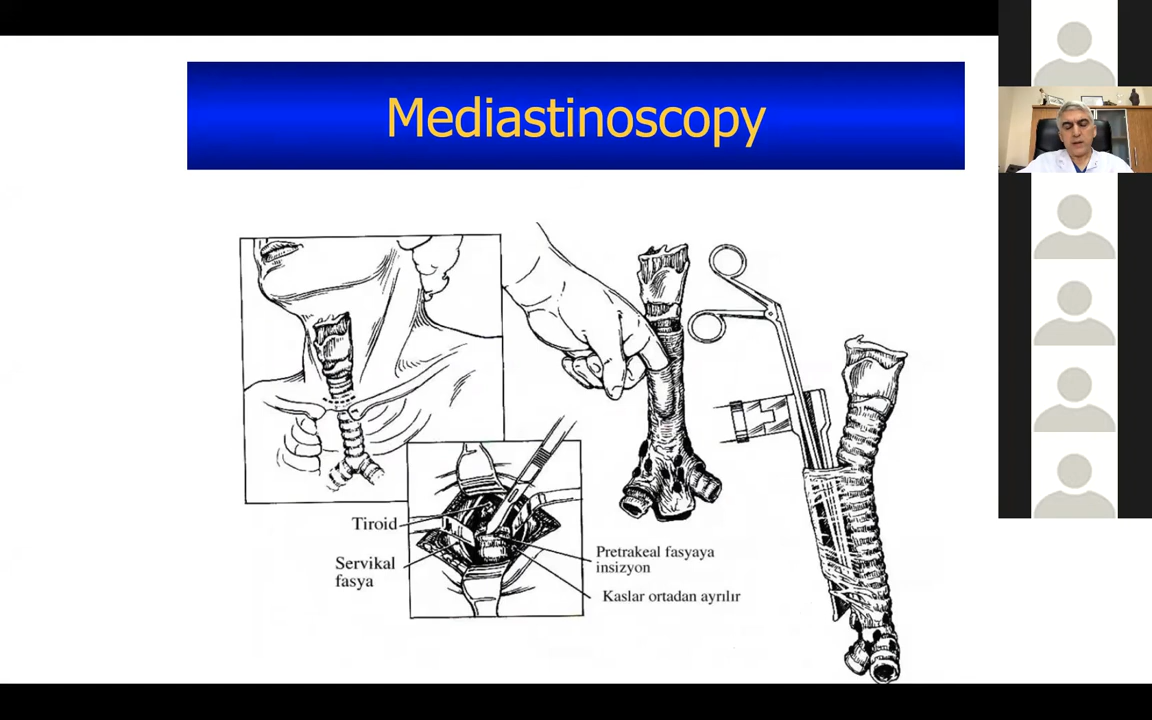 Mediastinoscopy
Tiroid
Servikal
fasya
Pretrakeal fasyaya
insizyon
Kaslar ortadan ayrılır